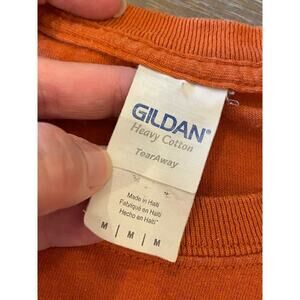 GILDAN®
Heavy Cotton
TearAway
Made in Haiti
Fabriqué en Haïti
Hecho en Haití
M | M | M